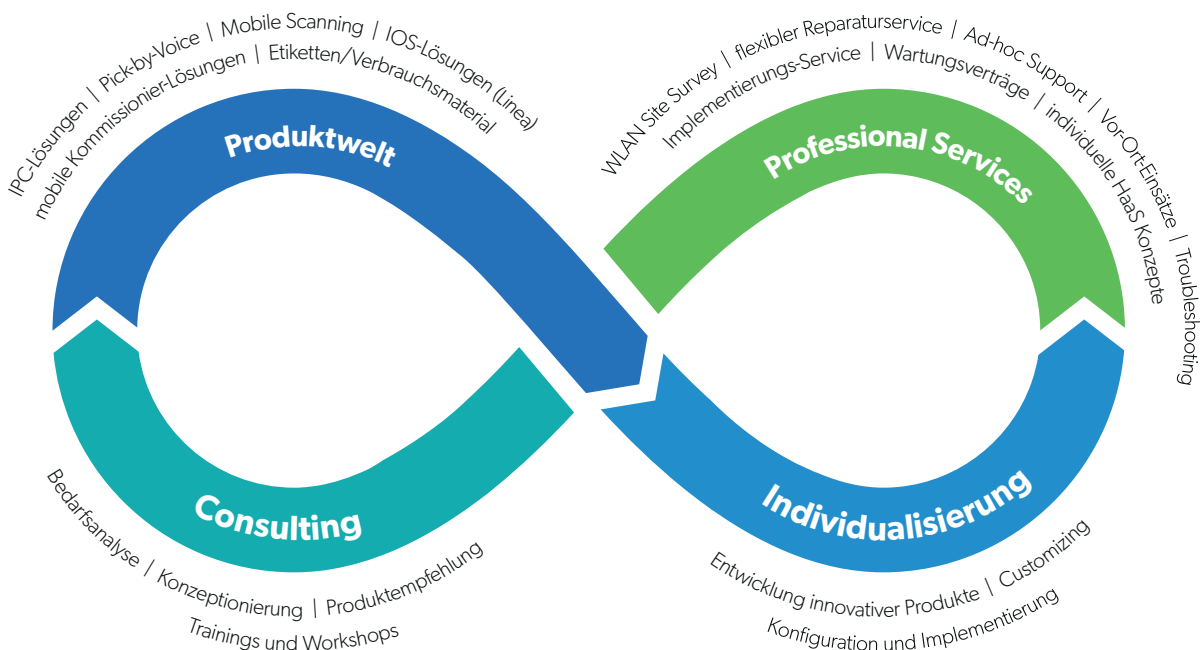 IPC-Lösungen | Pick-by-Voice | Mobile Scanning | IOS-Lösungen (Linea)
mobile Kommissionier-Lösungen | Etiketten/Verbrauchsmaterial
Produktwelt
WLAN Site Survey | flexibler Reparaturservice | Ad-hoc Support | Vor-Ort-Einsätze | Troubleshooting
Implementierungs-Service | Wartungsverträge | individuelle HaaS Konzepte
Professional Services
Consulting
Bedarfsanalyse | Konzeptionierung | Produktempfehlung
Trainings und Workshops
Individualisierung
Entwicklung innovativer Produkte | Customizing
Konfiguration und Implementierung